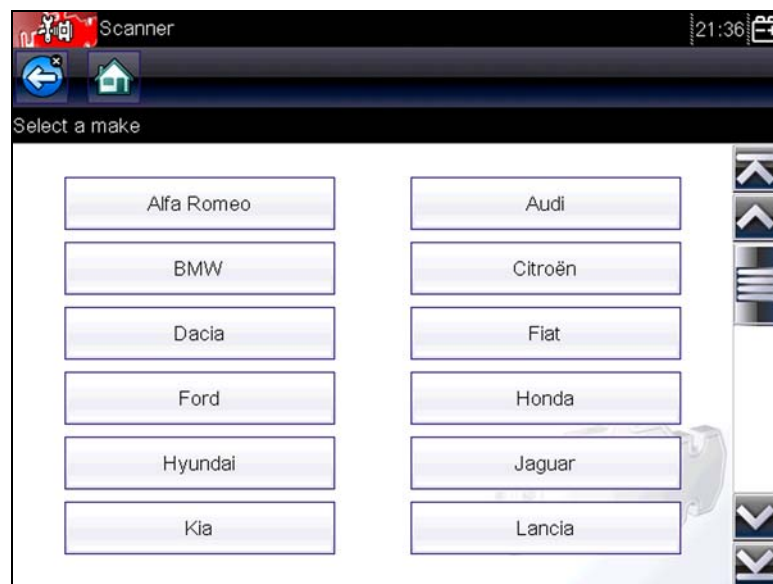 Scanner 21:36
Select a make
Alfa Romeo Audi
BMW Citroën
Dacia Fiat
Ford Honda
Hyundai Jaguar
Kia Lancia